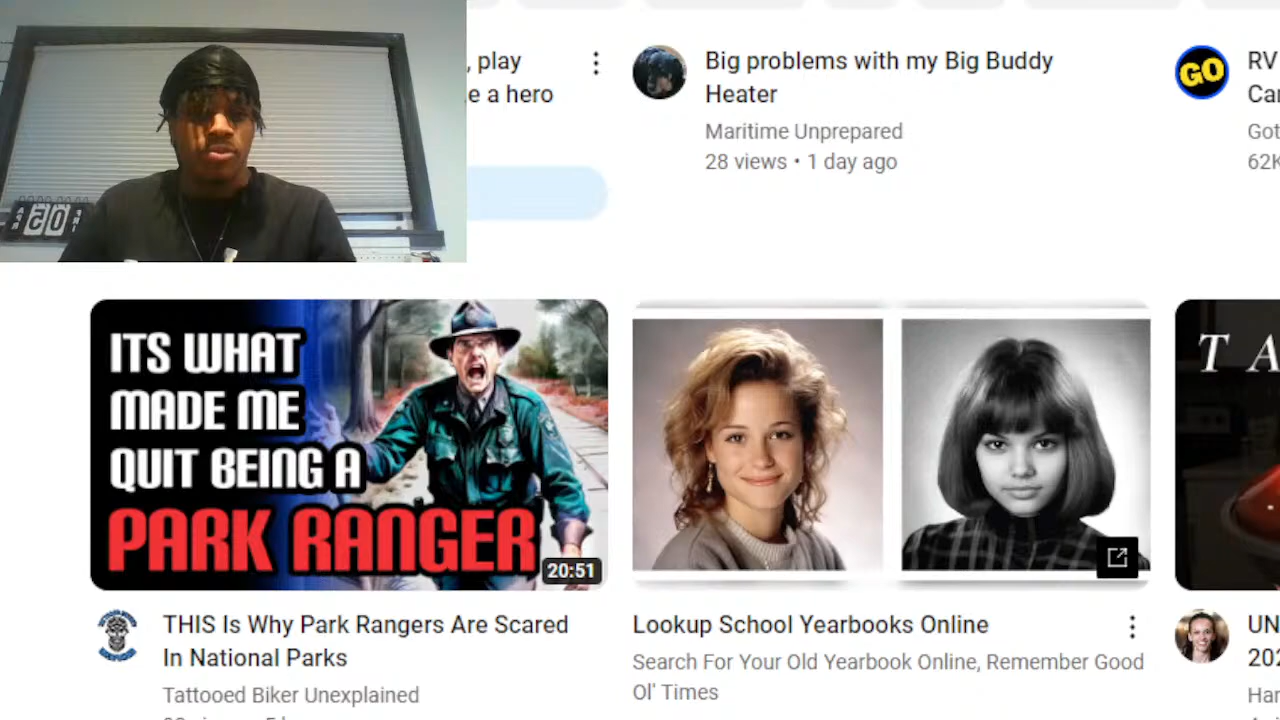 , play
e a hero
Big problems with my Big Buddy
Heater
Maritime Unprepared
28 views • 1 day ago
GO
RV
Car
Got
62K
05
ITS WHAT
MADE ME
QUIT BEING A
PARK RANGER
20:51
THIS Is Why Park Rangers Are Scared
In National Parks
Tattooed Biker Unexplained
Lookup School Yearbooks Online
Search For Your Old Yearbook Online, Remember Good
Ol' Times
T A
UN
202
Har